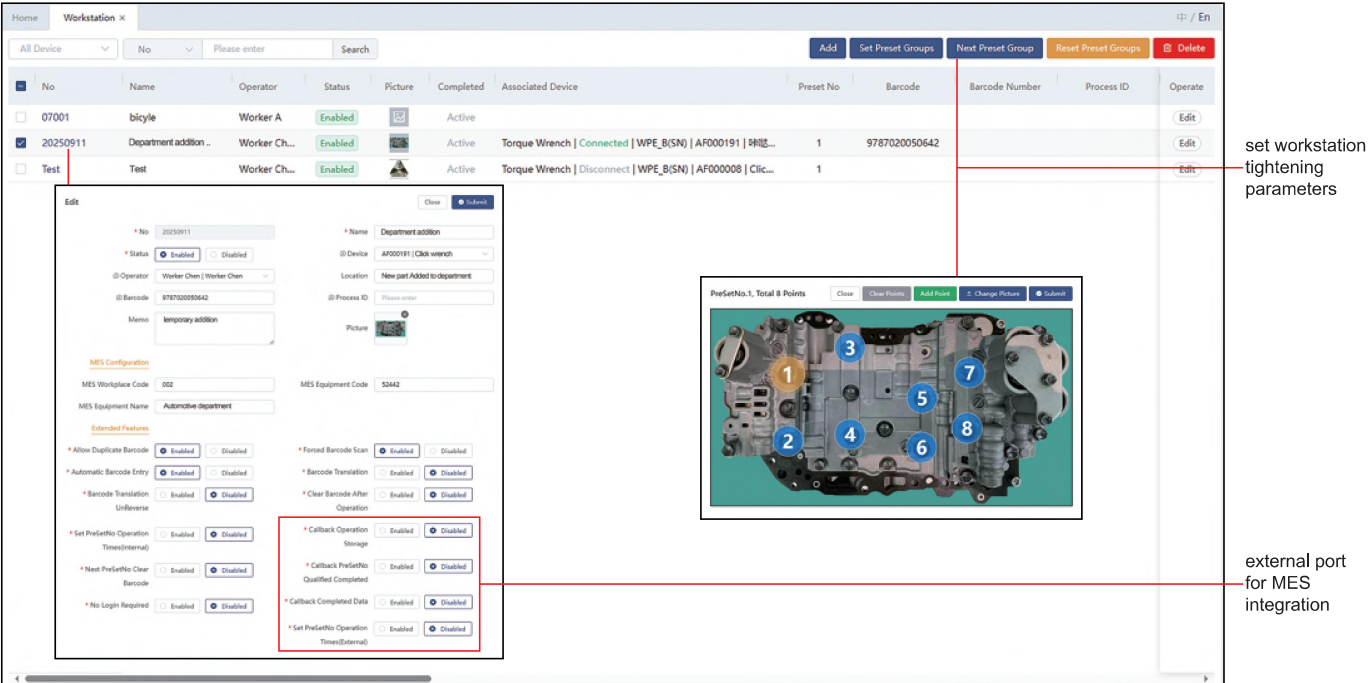 Home Workstation × 中 / En
All Device No Please enter Search Add Set Preset Groups Next Preset Group Reset Preset Groups Delete
No Name Operator Status Picture Completed Associated Device Preset No Barcode Barcode Number Process ID Operate
07001 bicyle Worker A Enabled Active Edit
20250911 Department addition .. Worker Ch... Enabled Active Torque Wrench | Connected | WPE_B(SN) | AF000191 | 咔哒... 1 9787020050642 Edit
Test Test Worker Ch... Enabled Active Torque Wrench | Disconnect | WPE_B(SN) | AF000008 | Clic... 1 Edit
set workstation
tightening
parameters
Edit Close Submit
* No 20250911 * Name Department addition
* Status Enabled Disabled Device AF000191 | Click wrench
Operator Worker Chen | Worker Chen Location New part Added to department
Barcode 9787020050642 Process ID Please enter
Memo temporary addition Picture
MES Configuration
MES Workplace Code 002 MES Equipment Code 52442
MES Equipment Name Automotive department
Extended Features
* Allow Duplicate Barcode Enabled Disabled * Forced Barcode Scan Enabled Disabled
* Automatic Barcode Entry Enabled Disabled * Barcode Translation Enabled Disabled
* Barcode Translation UnReverse Enabled Disabled * Clear Barcode After Operation Enabled Disabled
* Set PreSetNo Operation Times(Internal) Enabled Disabled * Callback Operation Storage Enabled Disabled
* Next PreSetNo Clear Barcode Enabled Disabled * Callback PreSetNo Qualified Completed Enabled Disabled
* No Login Required Enabled Disabled * Callback Completed Data Enabled Disabled
* Set PreSetNo Operation Times(External) Enabled Disabled
PreSetNo.1, Total 8 Points Close Clear Points Add Point Change Picture Submit
1 2 3 4 5 6 7 8
external port
for MES
integration